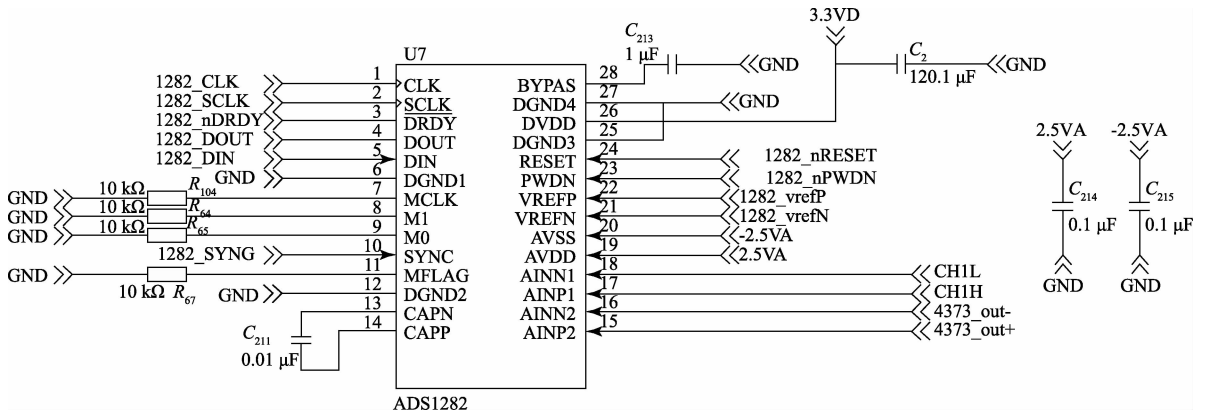 3.3VD
C213
1 μF
GND
C2
120.1 μF
GND
U7
1282_CLK 1 CLK
1282_SCLK 2 SCLK
1282_nDRDY 3 DRDY
1282_DOUT 4 DOUT
1282_DIN 5 DIN
GND 6 DGND1
GND 10 kΩ R104 7 MCLK
GND 10 kΩ R64 8 M1
GND 10 kΩ R65 9 M0
1282_SYNG 10 SYNC
GND 11 MFLAG
10 kΩ R67
GND 12 DGND2
13 CAPN
14 CAPP
C211
0.01 μF
BYPAS 28
DGND4 27 GND
DVDD 26
DGND3 25
RESET 24 1282_nRESET
PWDN 23 1282_nPWDN
VREFP 22 1282_vrefP
VREFN 21 1282_vrefN
AVSS 20 -2.5VA
AVDD 19 2.5VA
AINN1 18 CH1L
AINP1 17 CH1H
AINN2 16 4373_out-
AINP2 15 4373_out+
ADS1282
2.5VA -2.5VA
C214 C215
0.1 μF 0.1 μF
GND GND